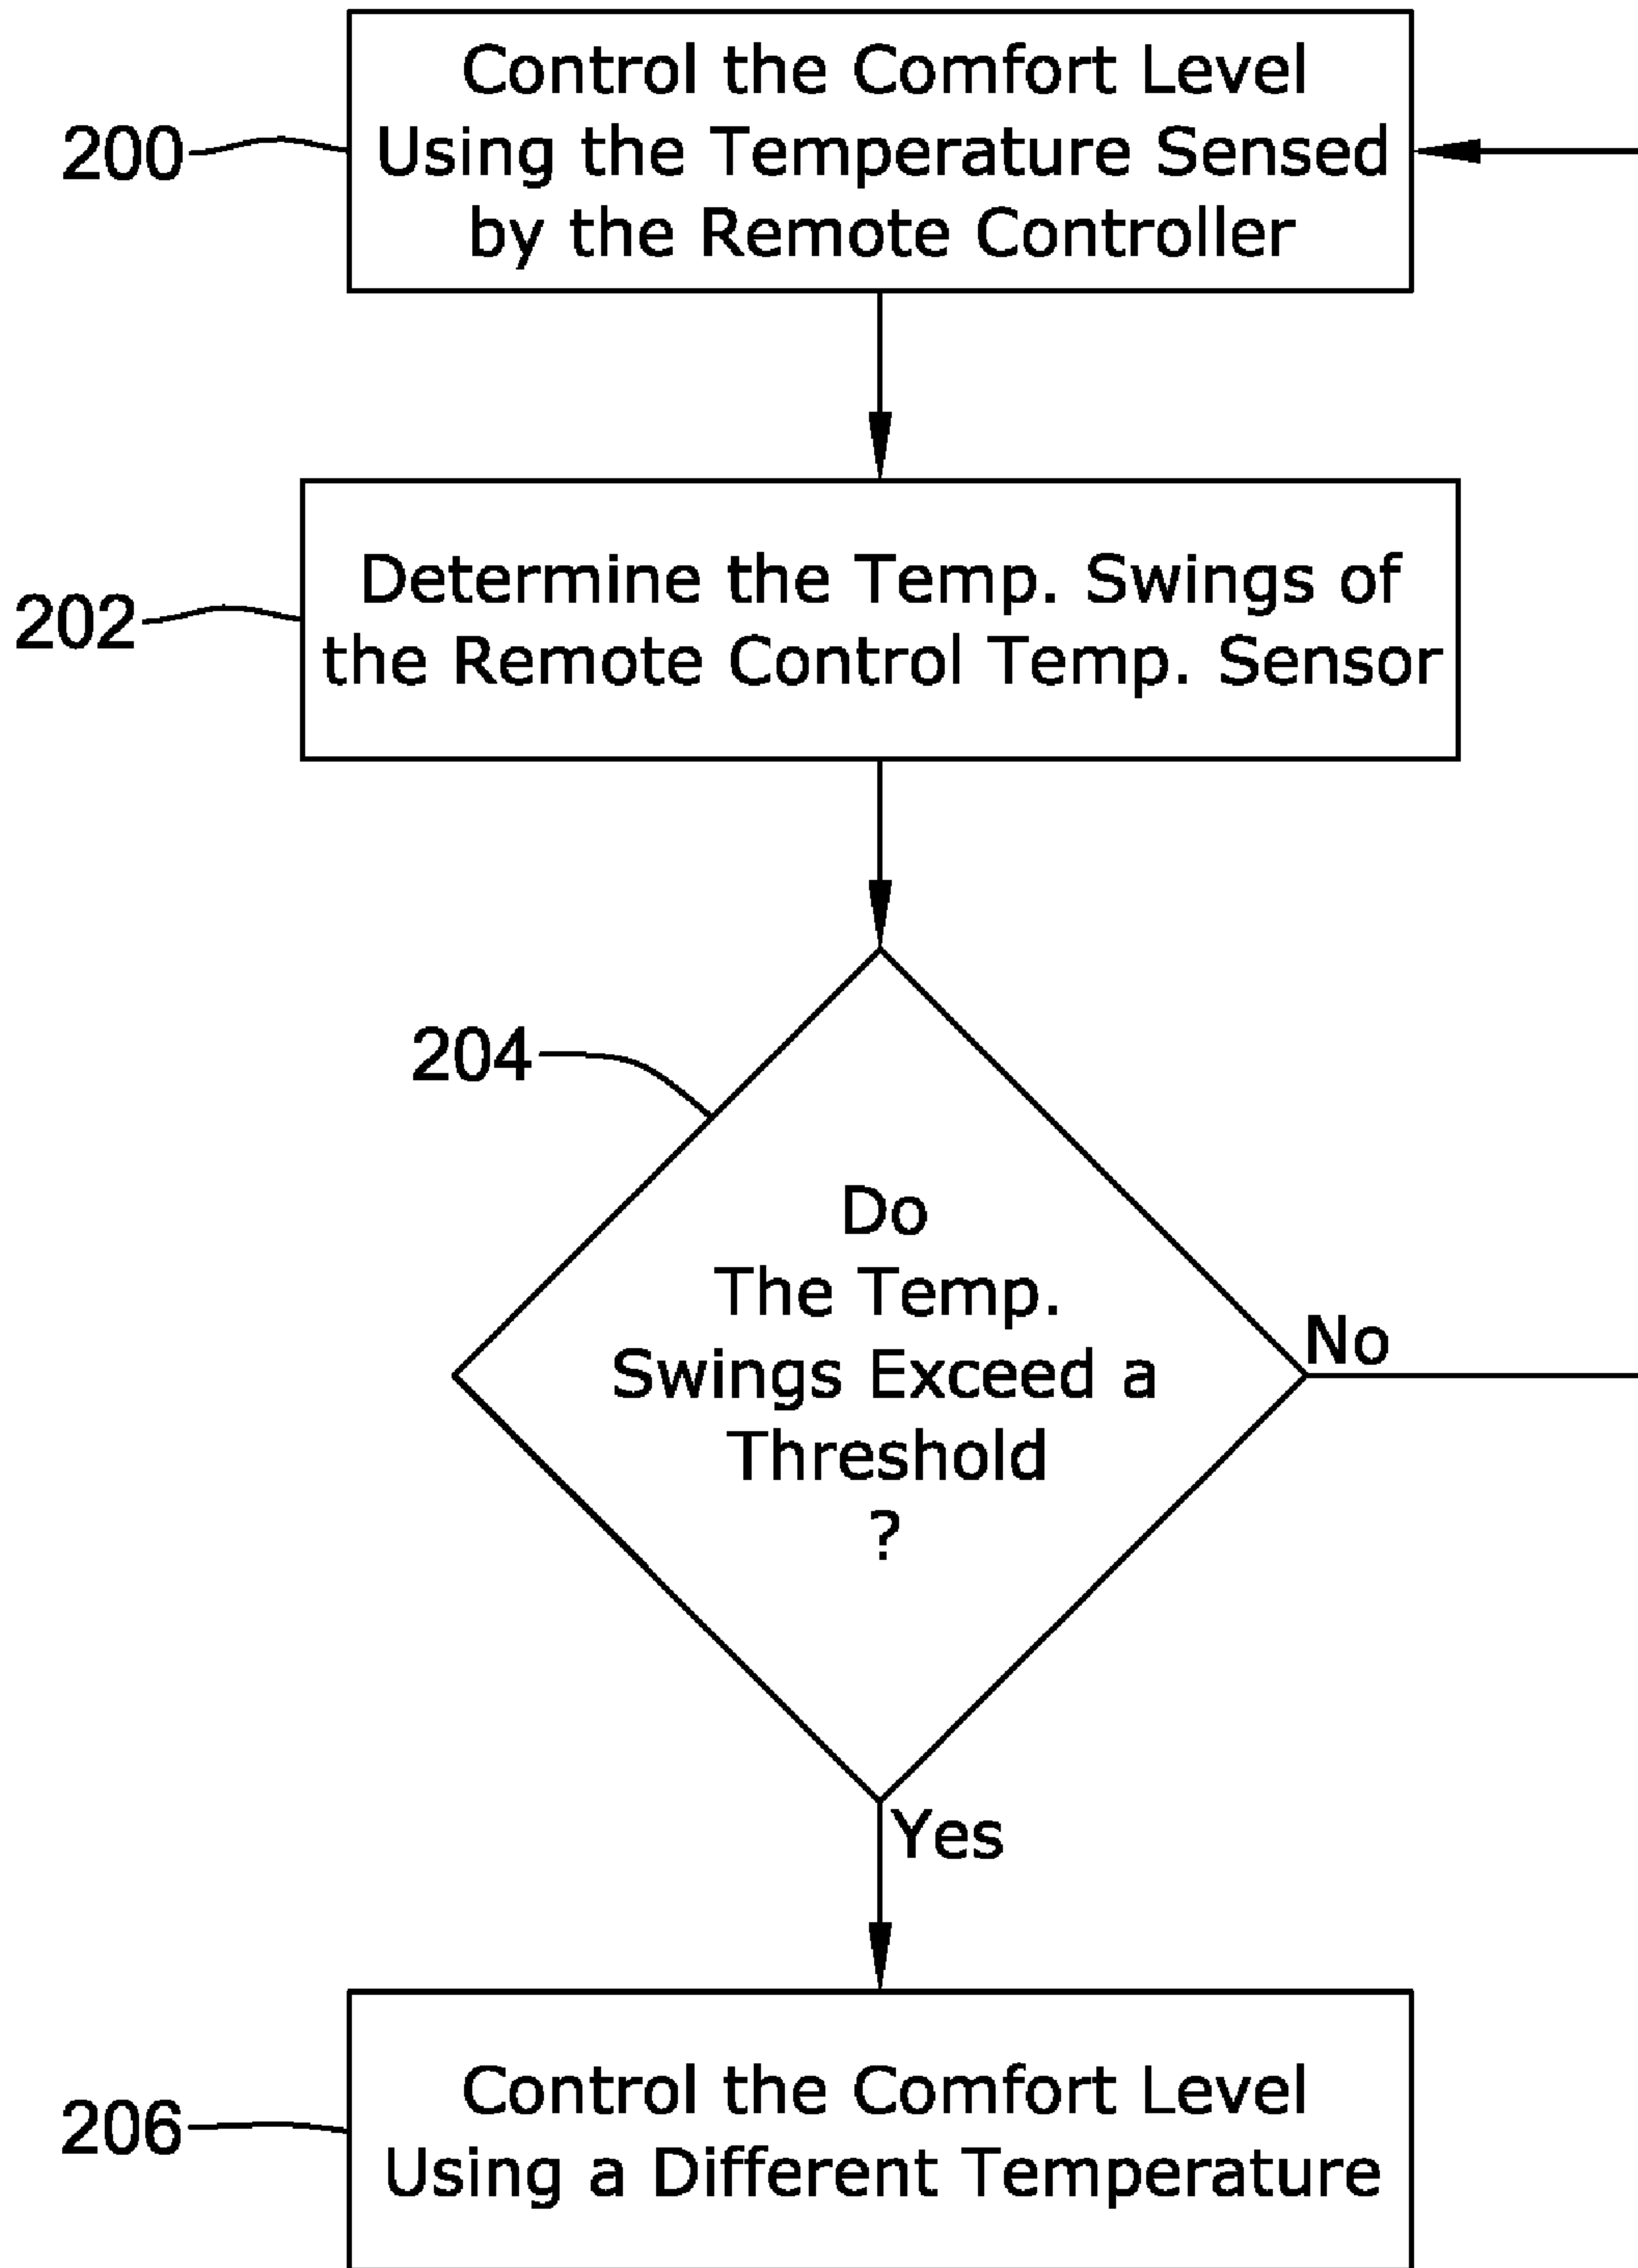 Control the Comfort Level
Using the Temperature Sensed
by the Remote Controller
200
Determine the Temp. Swings of
the Remote Control Temp. Sensor
202
204
Do
The Temp.
Swings Exceed a
Threshold
?
No
Yes
Control the Comfort Level
Using a Different Temperature
206